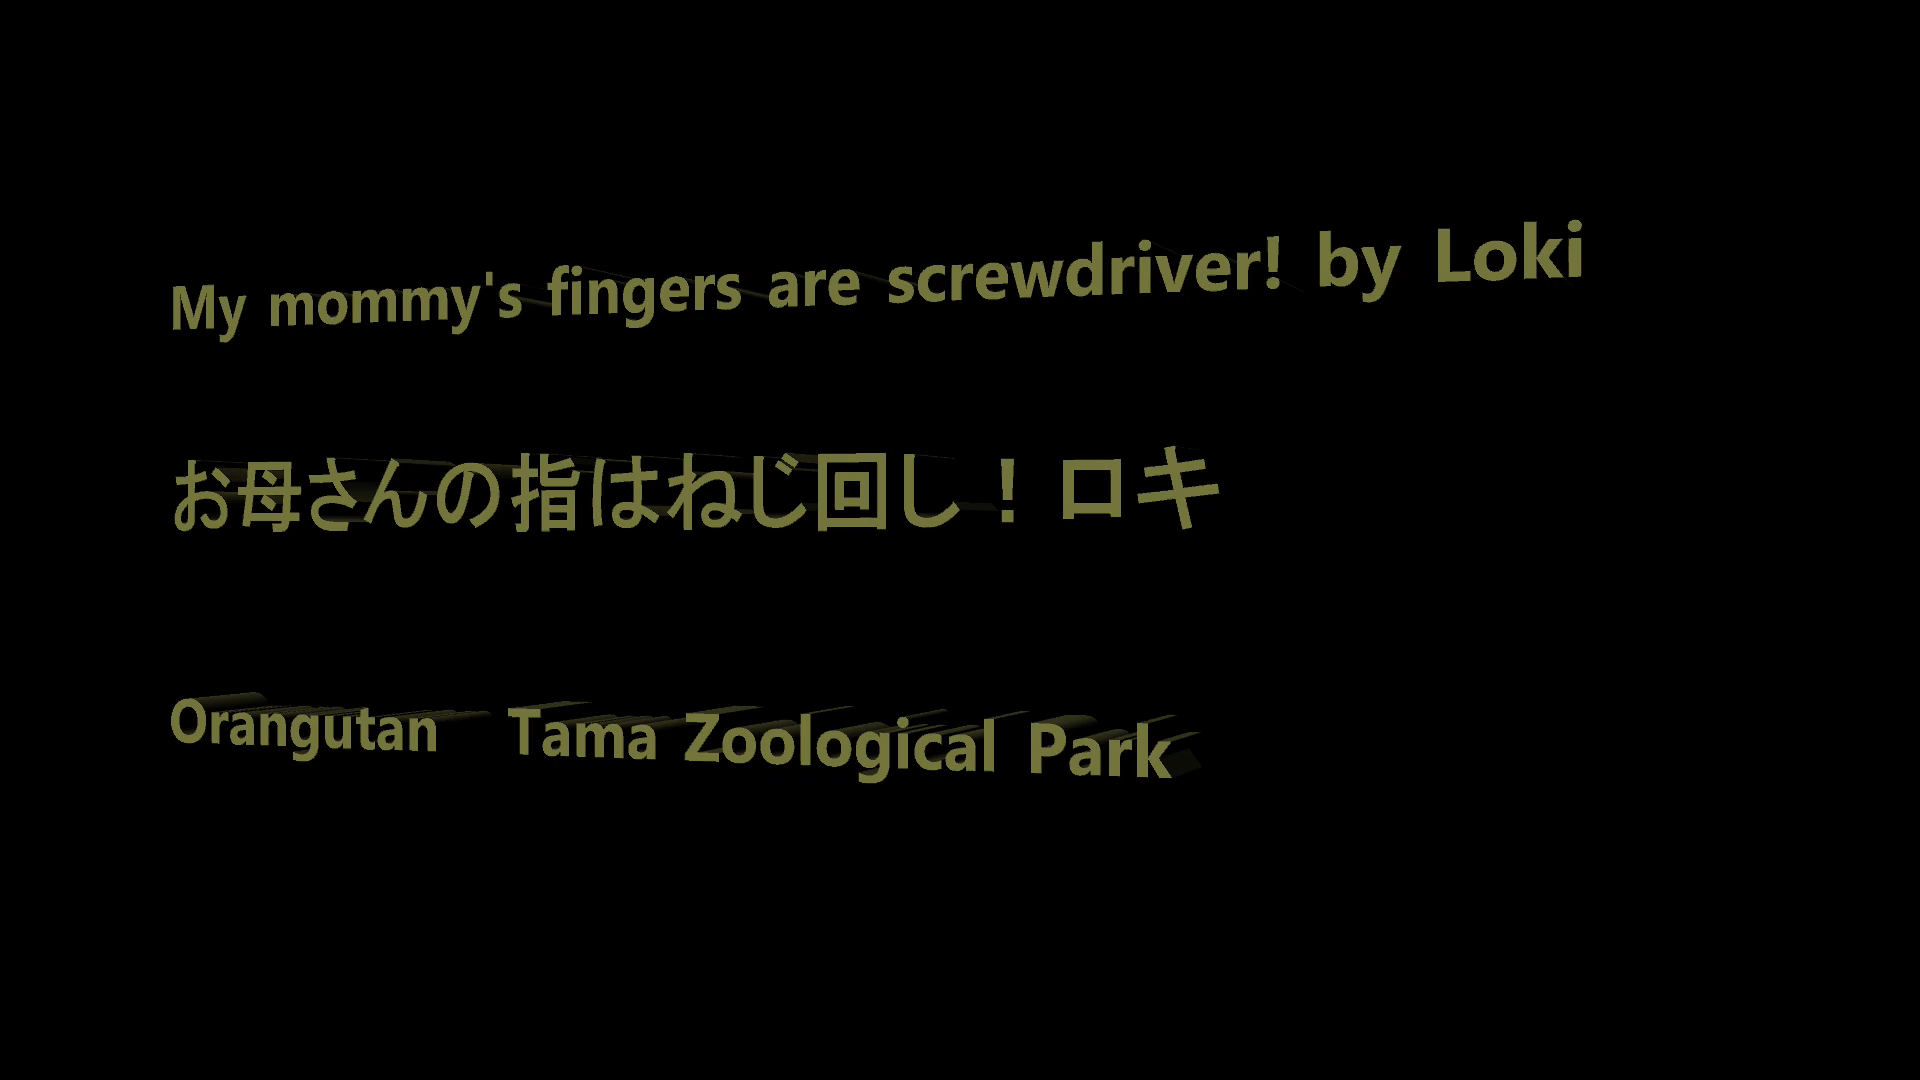 My mommy's fingers are screwdriver! by Loki
お母さんの指はねじ回し！ロキ
Orangutan　Tama Zoological Park